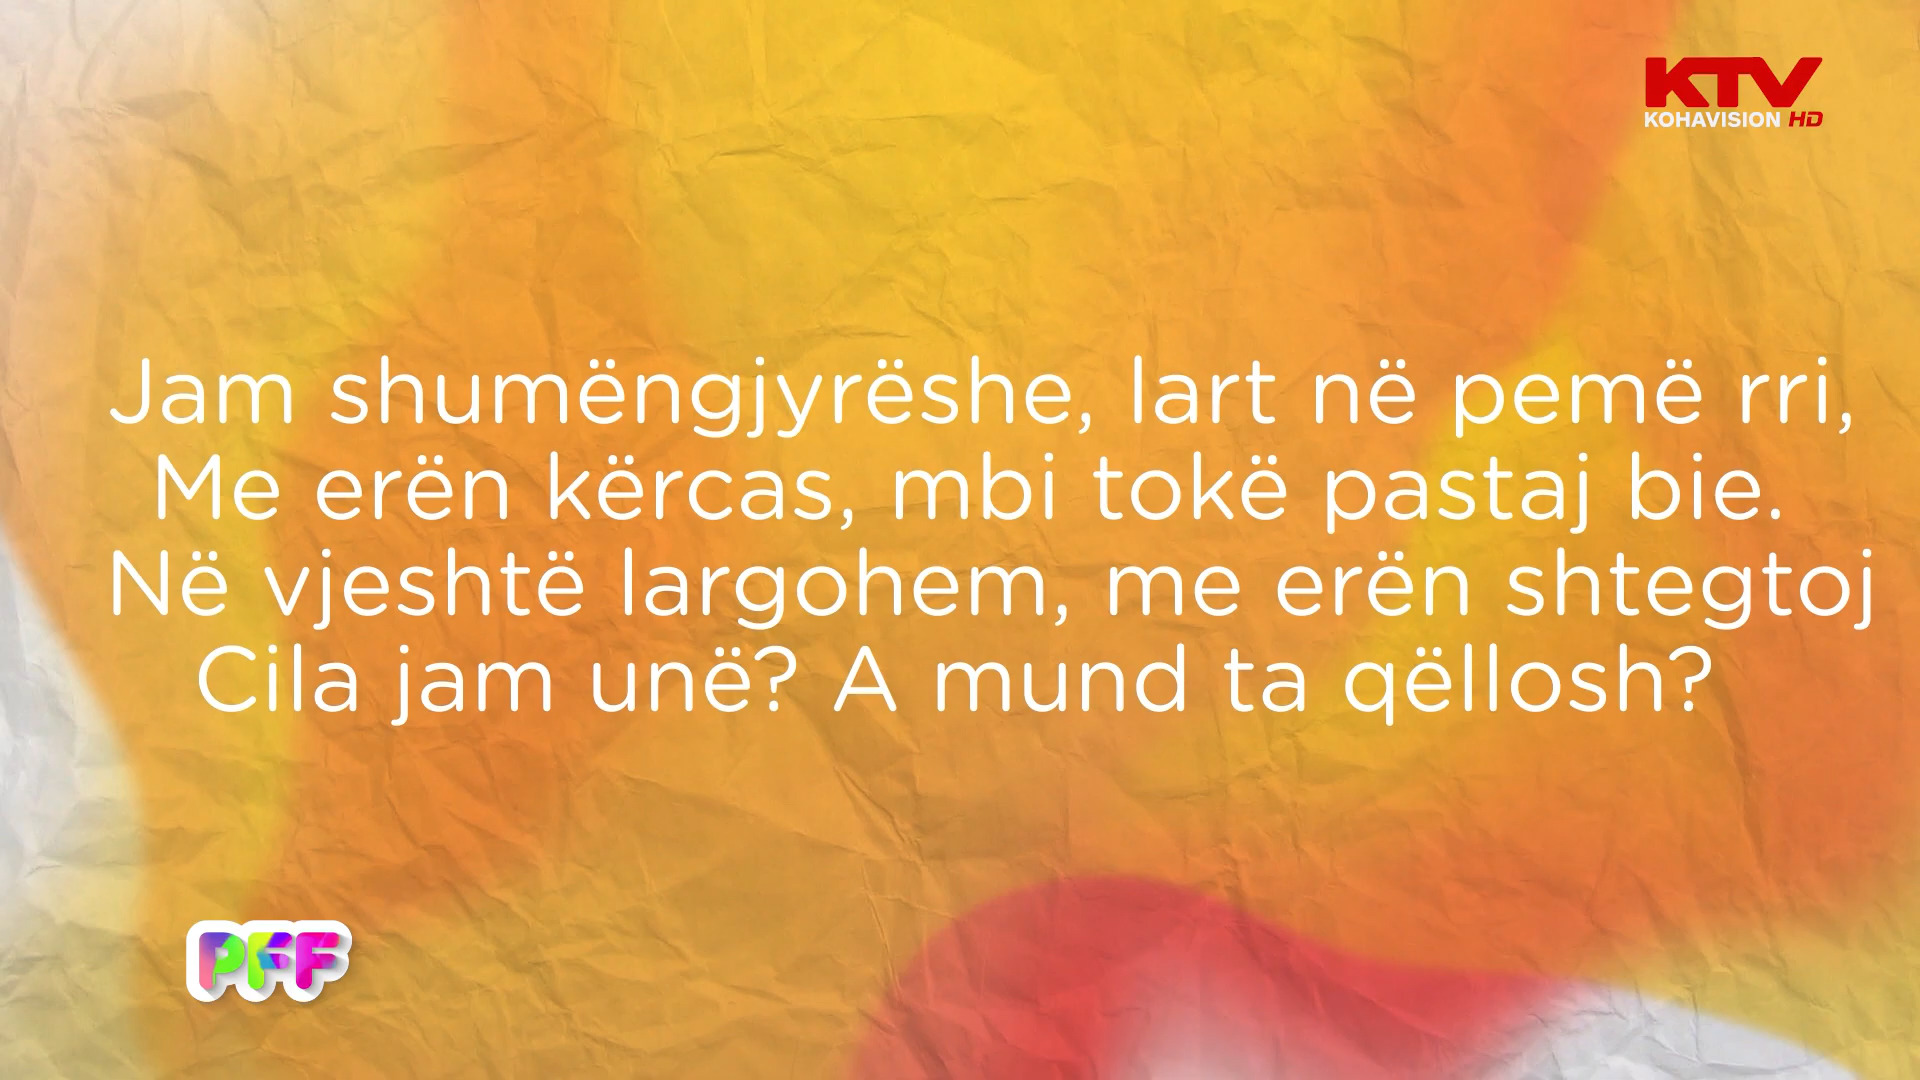 KTV
KOHAVISION HD
Jam shumëngjyrëshe, lart në pemë rri,
Me erën kërcas, mbi tokë pastaj bie.
Në vjeshtë largohem, me erën shtegtoj
Cila jam unë? A mund ta qëllosh?
PFF